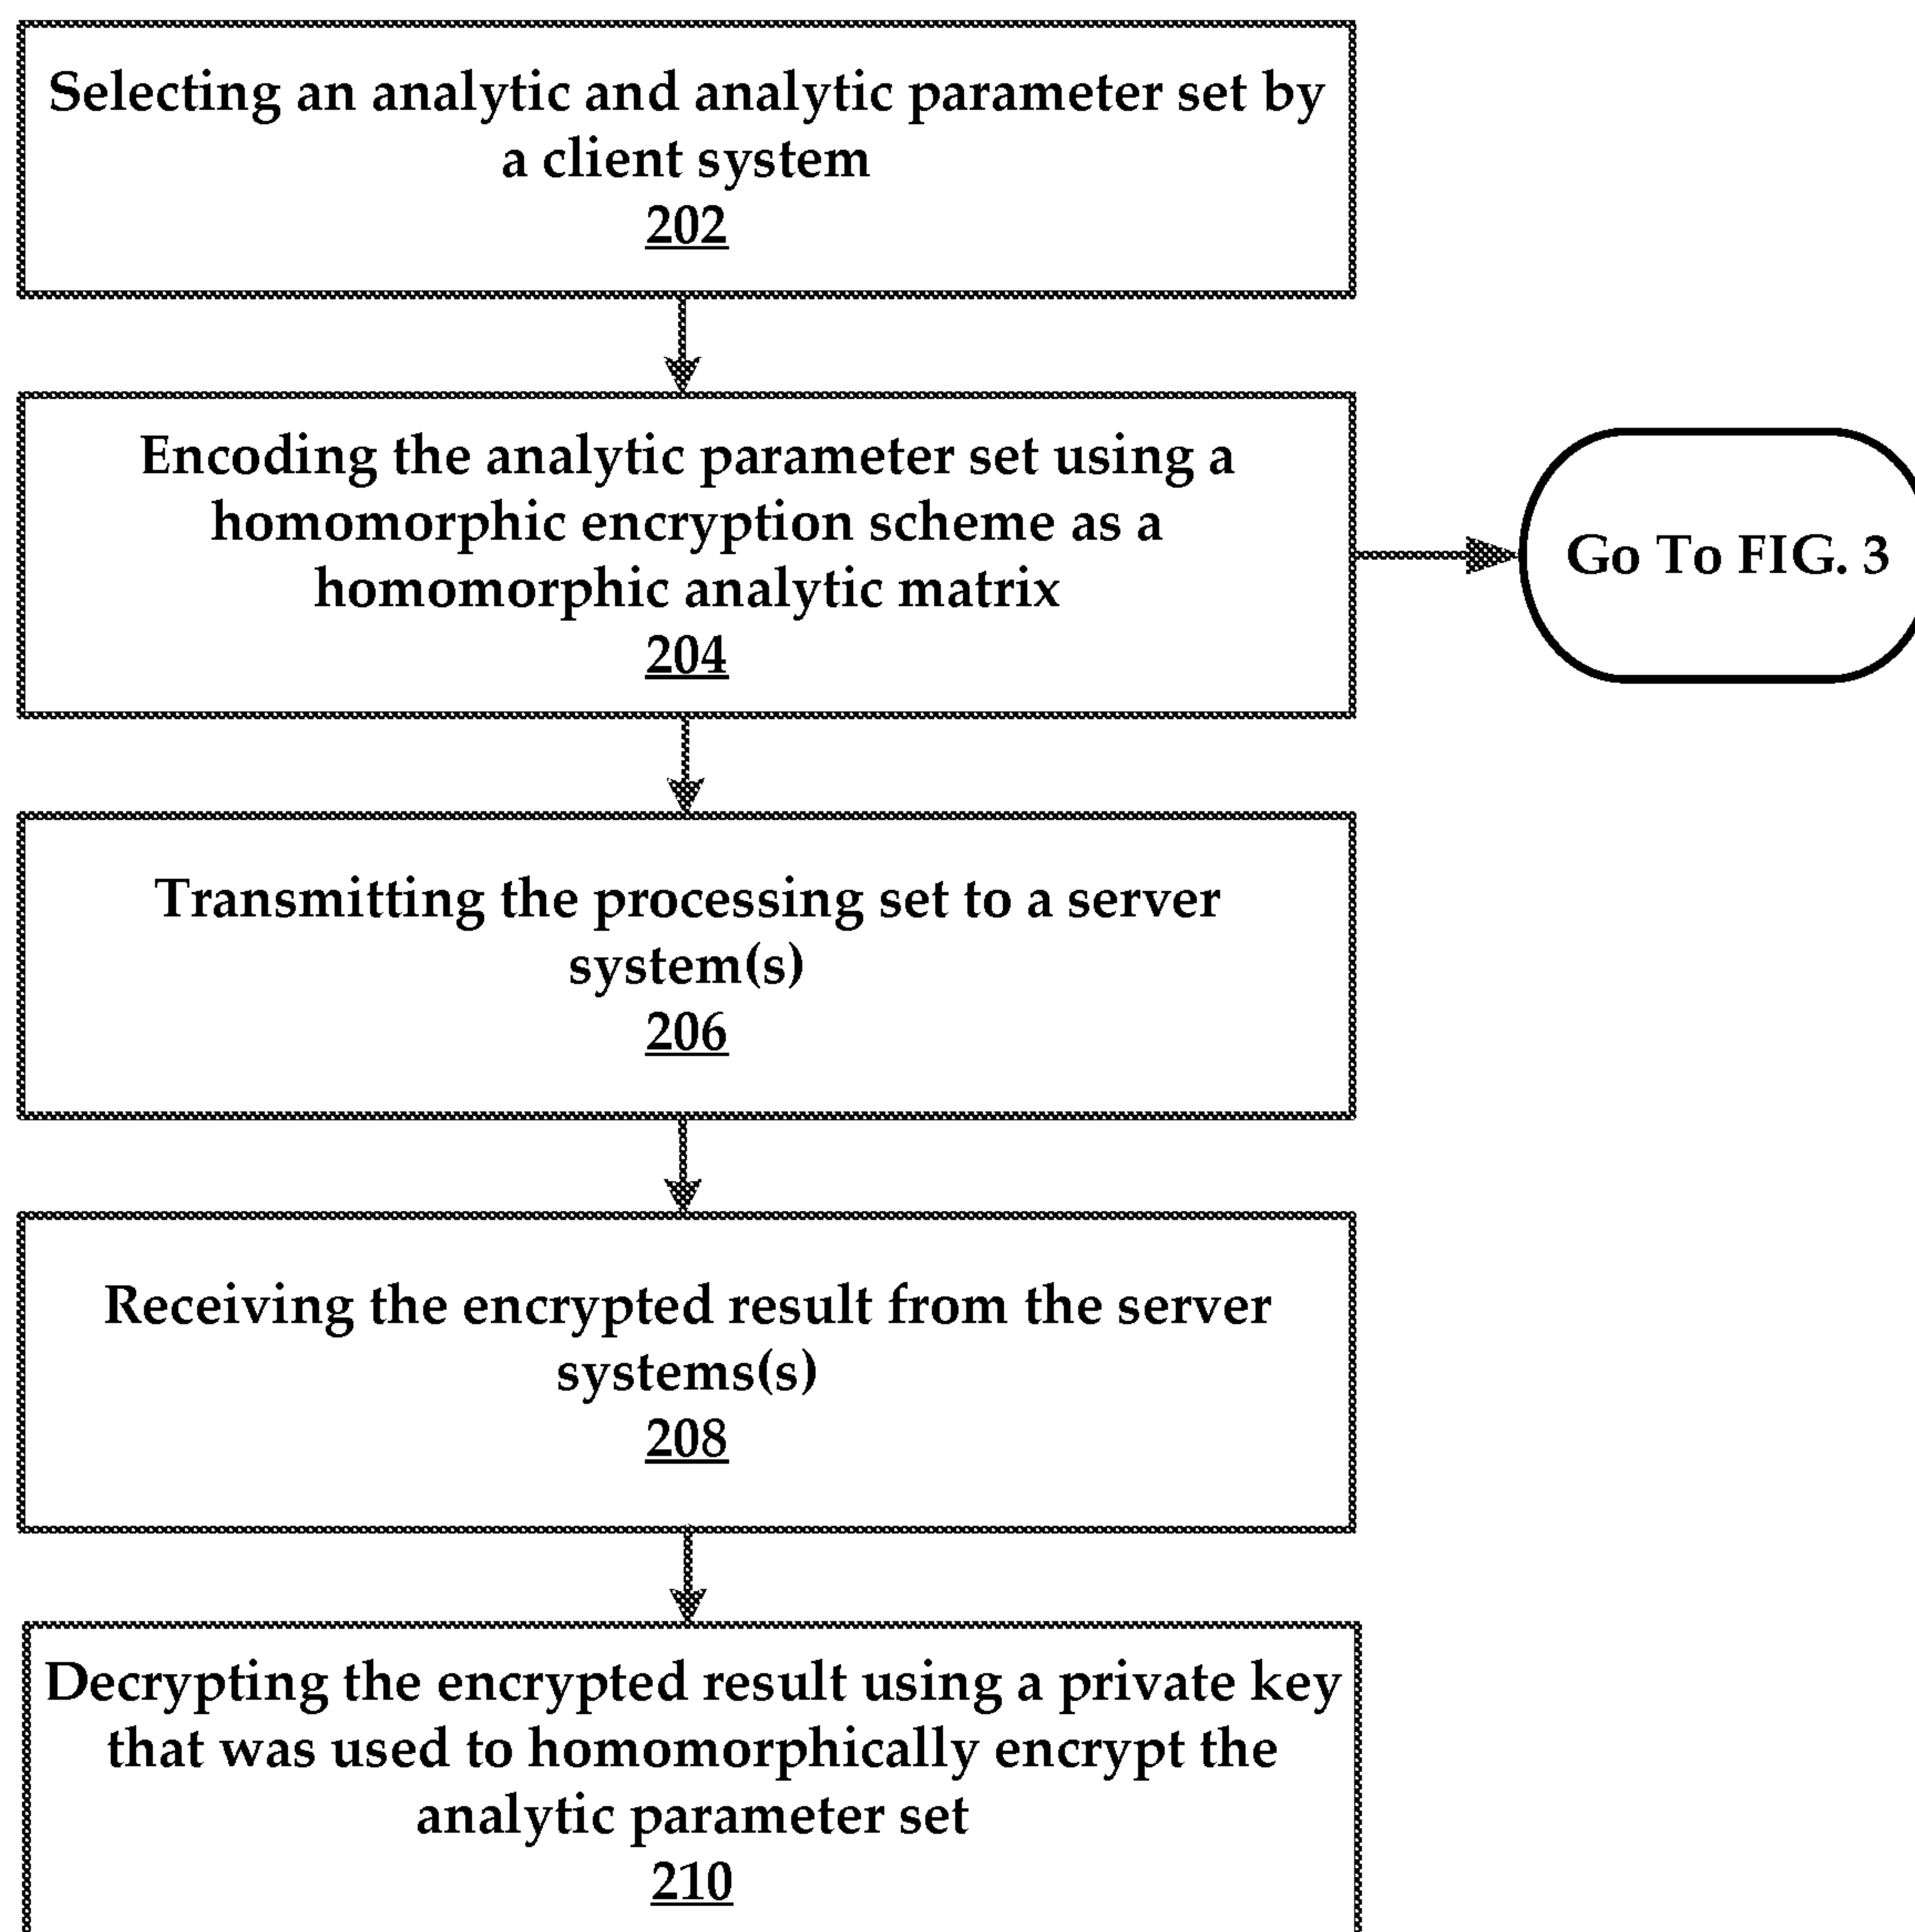 Selecting an analytic and analytic parameter set by
a client system
202
Encoding the analytic parameter set using a
homomorphic encryption scheme as a
homomorphic analytic matrix
204
Go To FIG. 3
Transmitting the processing set to a server
system(s)
206
Receiving the encrypted result from the server
systems(s)
208
Decrypting the encrypted result using a private key
that was used to homomorphically encrypt the
analytic parameter set
210